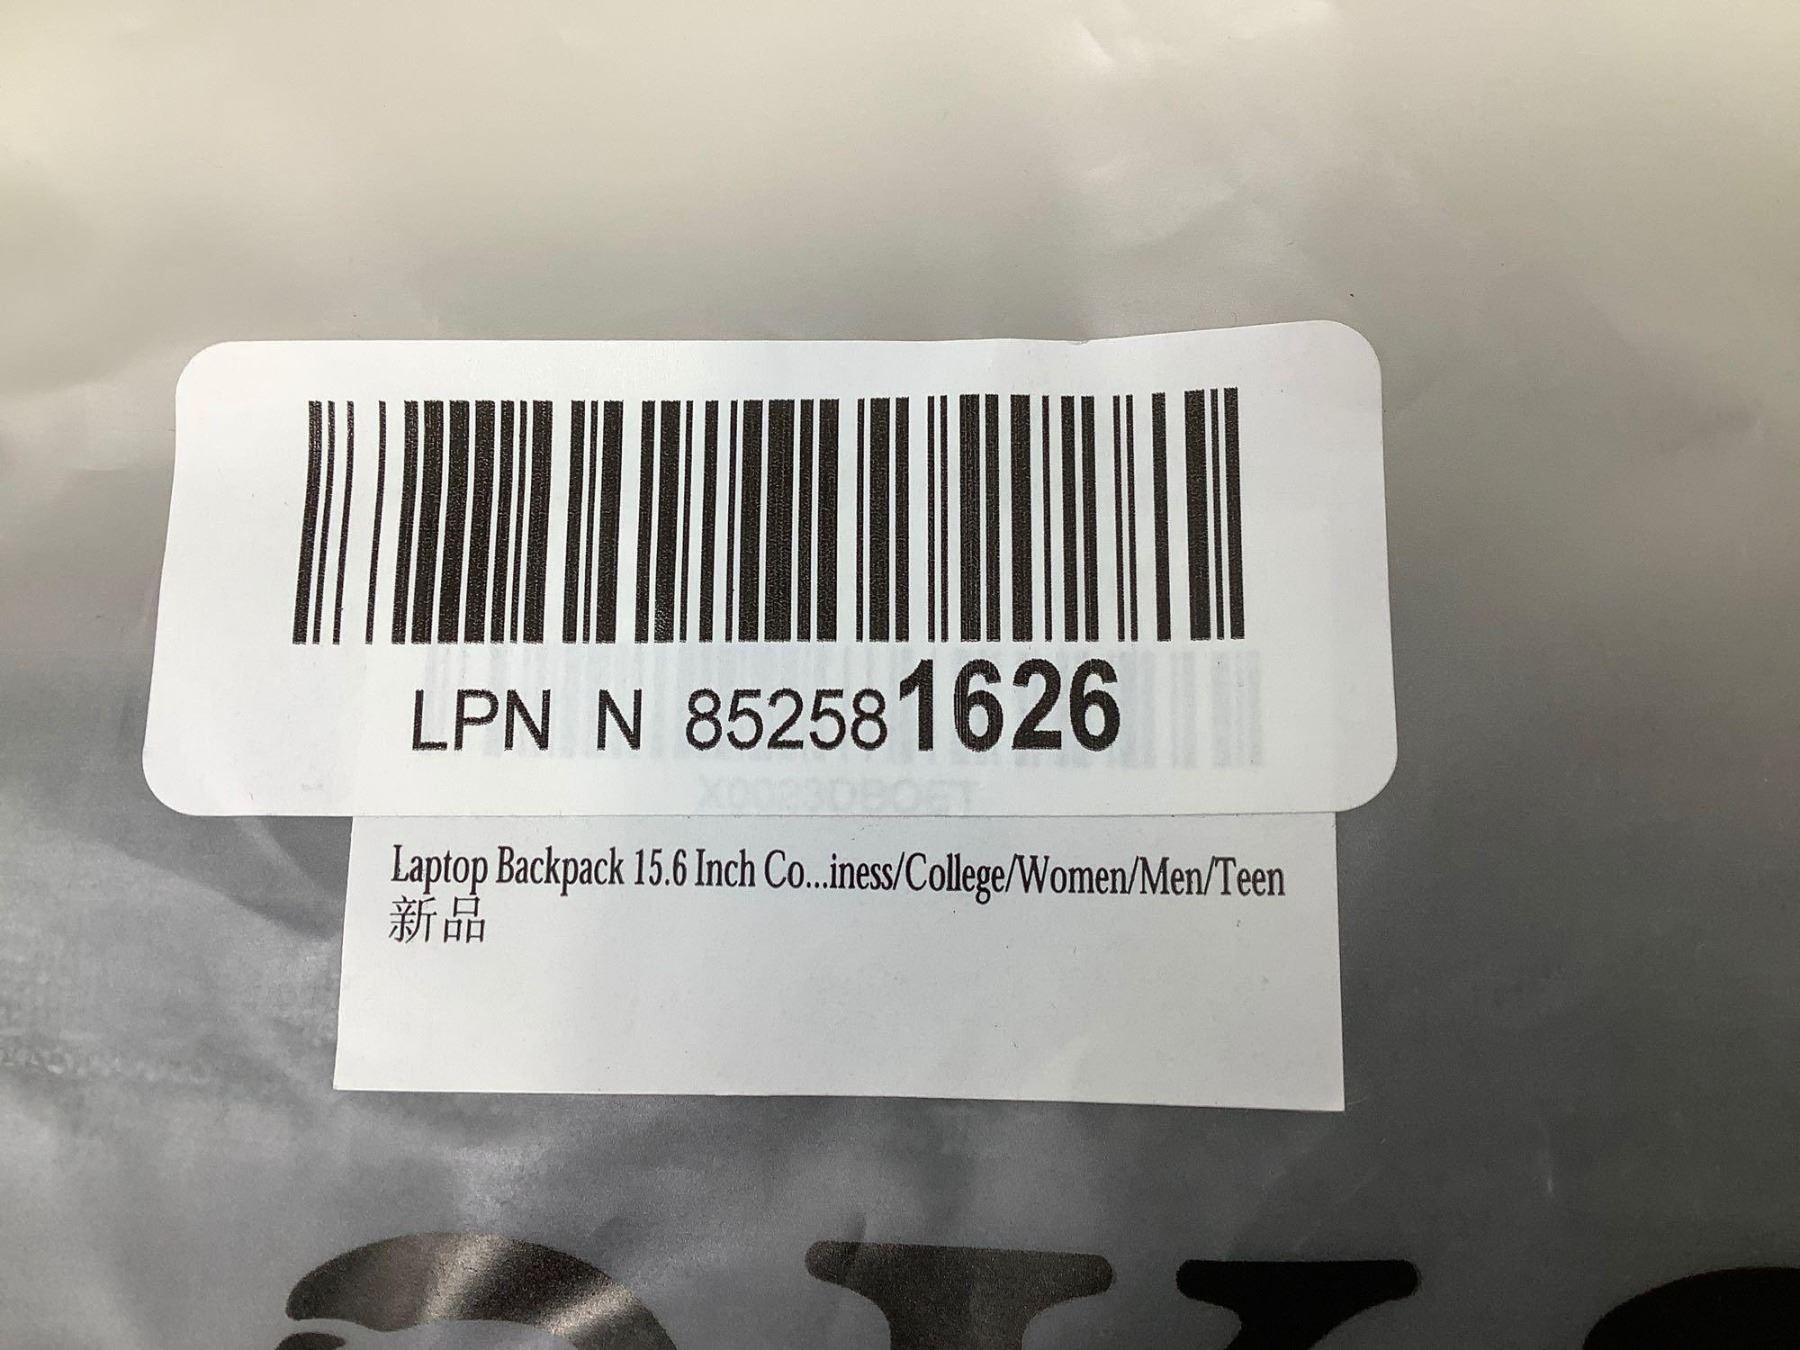 LPN N 852581626
Laptop Backpack 15.6 Inch Co...iness/College/Women/Men/Teen
新品